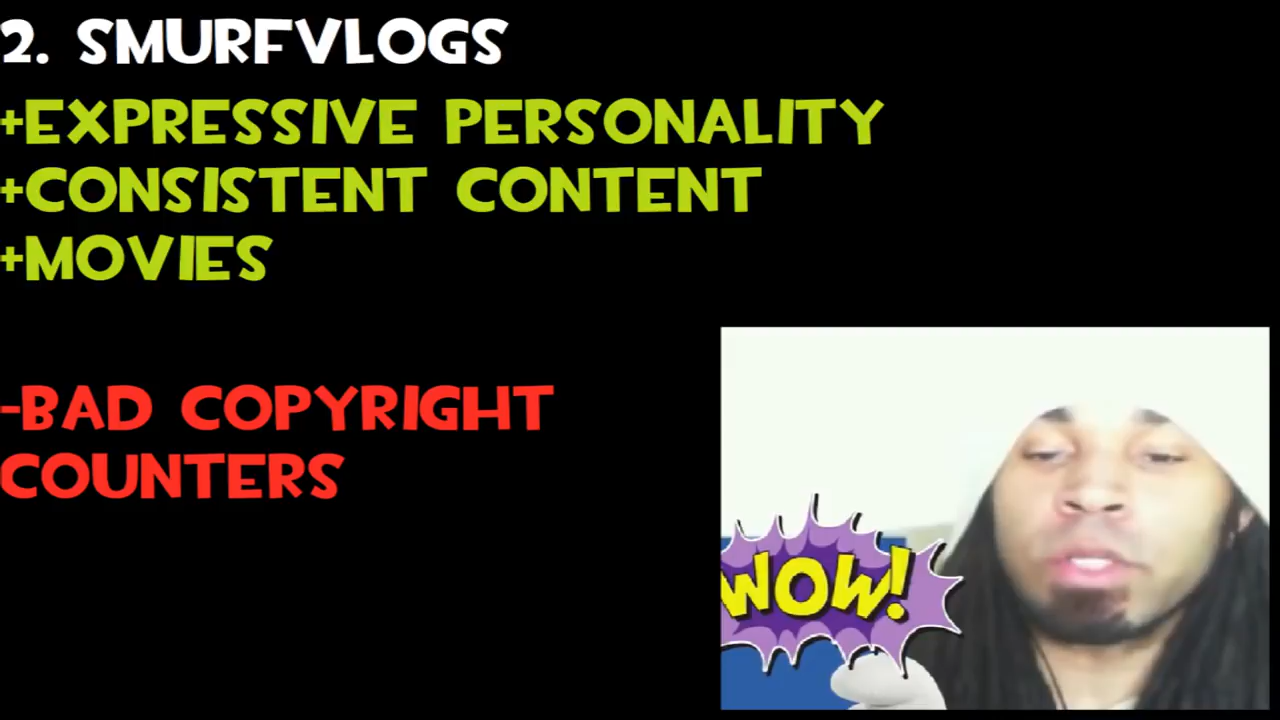 2. SMURFVLOGS
+EXPRESSIVE PERSONALITY
+CONSISTENT CONTENT
+MOVIES
-BAD COPYRIGHT
COUNTERS
WOW!